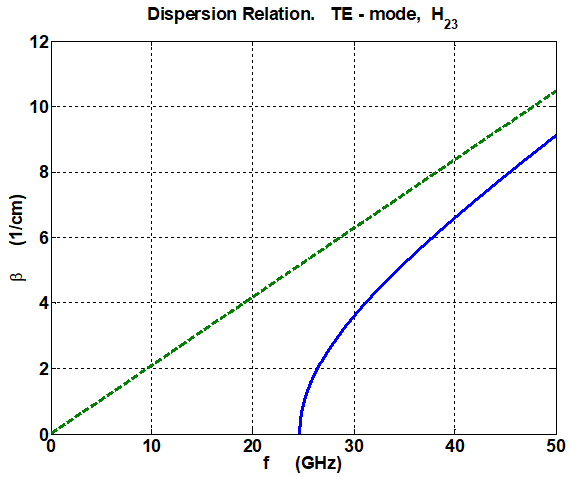 Dispersion Relation. TE - mode, H23
12
10
8
6
4
2
0
β (1/cm)
0 10 20 30 40 50
f (GHz)